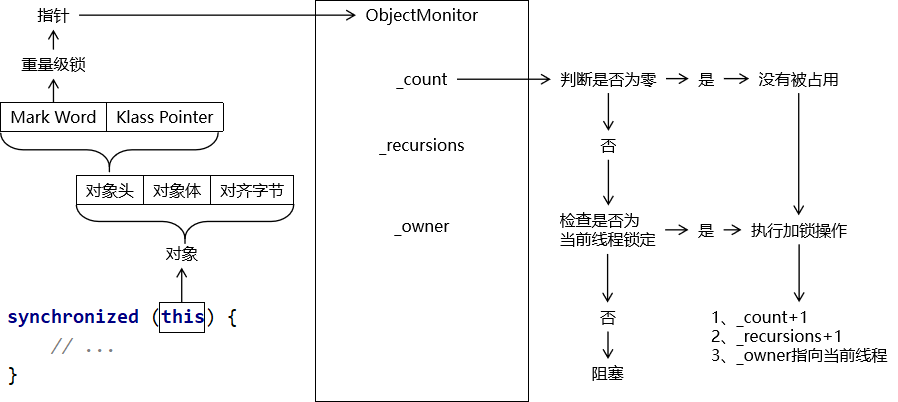 指针
重量级锁
Mark Word
Klass Pointer
对象头
对象体
对齐字节
对象
synchronized (this) {
// ...
}
ObjectMonitor
_count
_recursions
_owner
判断是否为零
是
没有被占用
否
检查是否为
当前线程锁定
是
执行加锁操作
否
阻塞
1、_count+1
2、_recursions+1
3、_owner指向当前线程